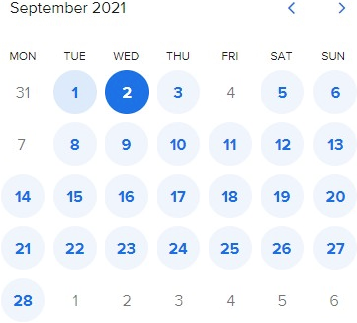 September 2021
MON TUE WED THU FRI SAT SUN
31 1 2 3 4 5 6
7 8 9 10 11 12 13
14 15 16 17 18 19 20
21 22 23 24 25 26 27
28 1 2 3 4 5 6